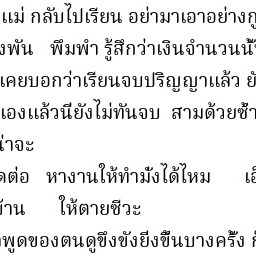 แม่ กลับไปเรียน อย่ามาเอาอย่างกู
งพัน พึมพำ รู้สึกว่าเงินจำนวนนี้
เคยบอกว่าเรียนจบปริญญาแล้ว ยั
เองแล้วนี่ยังไม่ทันจบ สามด้วยซ้ำ
น่าจะ
ดต่อ หางานให้ทำมั่งได้ไหม เอ็
บ้าน ให้ตายซีวะ
งพูดของตนดูขึงขังยิ่งขึ้นบางครั้ง ก็